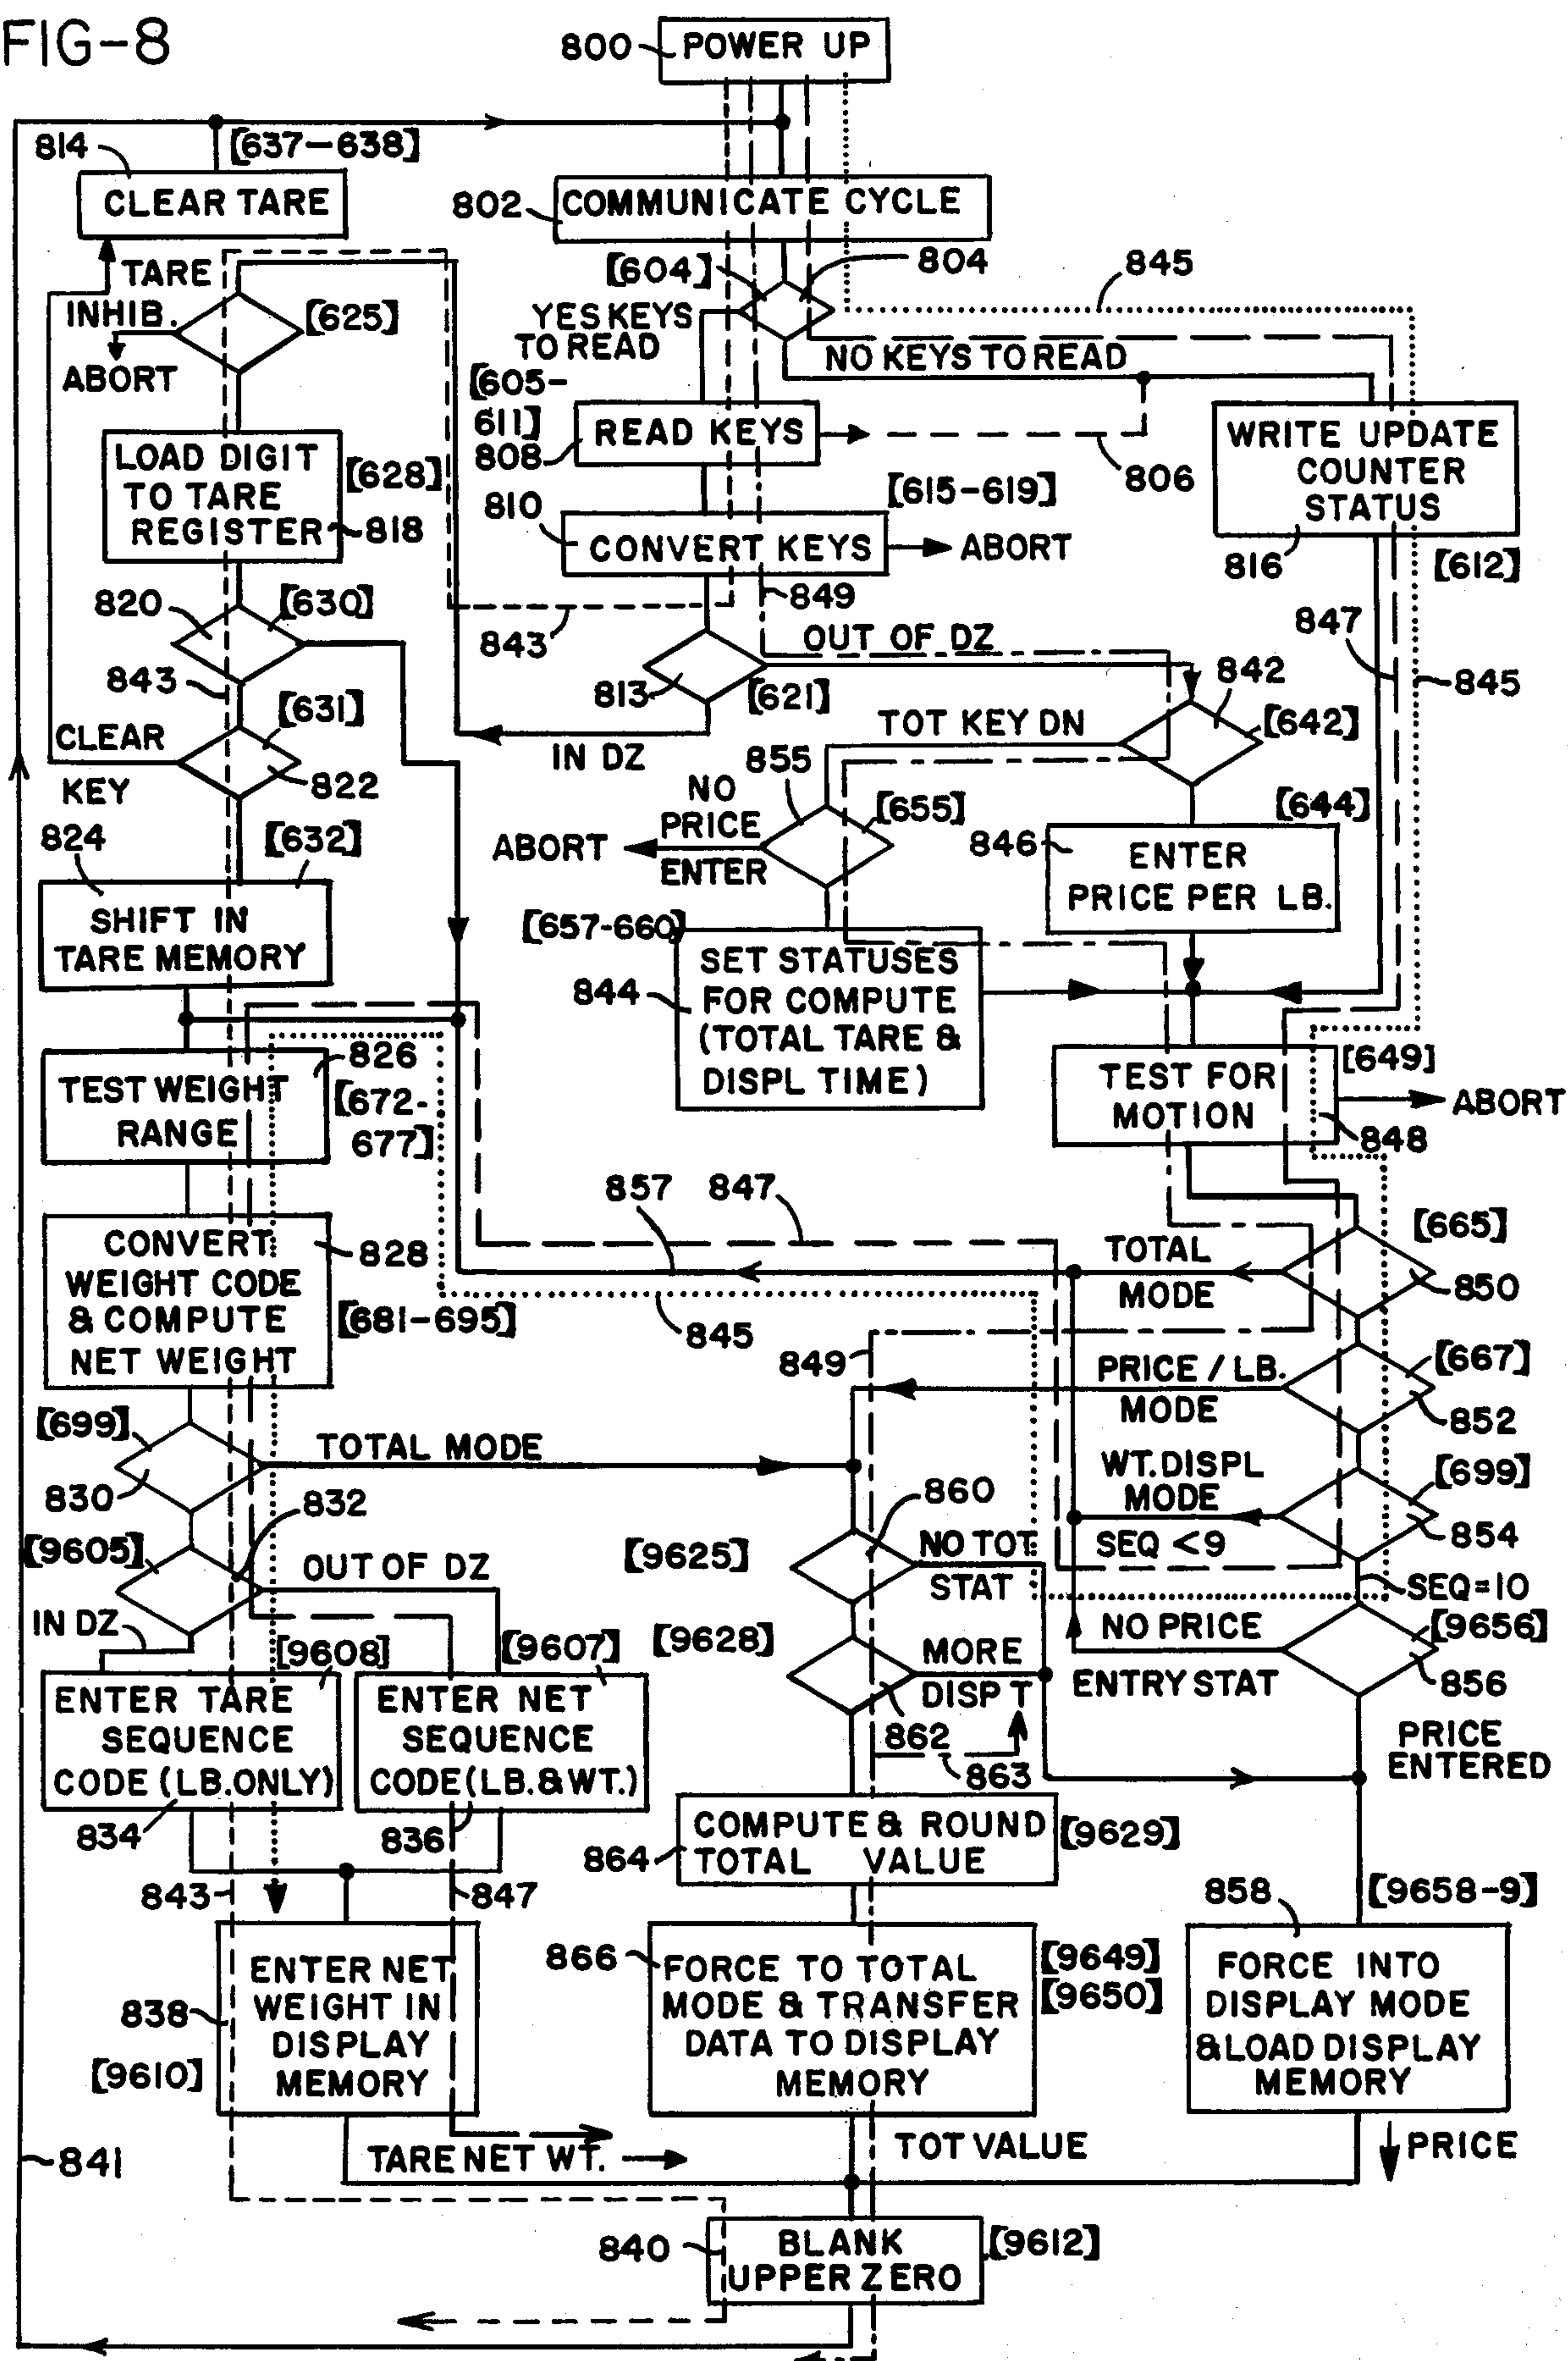 FIG-8
800
POWER UP
814
[637-638]
CLEAR TARE
802
COMMUNICATE CYCLE
TARE
INHIB.
[625]
ABORT
[604]
804
845
YES KEYS
TO READ
NO KEYS TO READ
[605-
611]
808
READ KEYS
806
WRITE UPDATE
COUNTER
STATUS
816
[612]
LOAD DIGIT
TO TARE
REGISTER
[628]
818
810
[615-619]
CONVERT KEYS
ABORT
849
843
OUT OF DZ
847
845
820
[630]
843
813
[621]
842
[642]
[631]
CLEAR
KEY
822
IN DZ
TOT KEY DN
855
NO
PRICE
ENTER
[655]
ABORT
[644]
846
ENTER
PRICE PER LB.
824
[632]
SHIFT IN
TARE MEMORY
[657-660]
844
SET STATUSES
FOR COMPUTE
(TOTAL TARE &
DISPL TIME)
826
TEST WEIGHT
RANGE
[672-
677]
TEST FOR
MOTION
[649]
ABORT
848
857
847
CONVERT
WEIGHT CODE
& COMPUTE
NET WEIGHT
828
[681-695]
845
TOTAL
MODE
[665]
850
849
PRICE / LB.
MODE
[667]
852
[699]
830
TOTAL MODE
WT. DISPL
MODE
SEQ <9
[699]
854
832
[9605]
OUT OF DZ
860
[9625]
NO TOT
STAT
SEQ=10
IN DZ
[9608]
[9607]
[9628]
MORE
DISP T
NO PRICE
ENTRY STAT
[9656]
856
ENTER TARE
SEQUENCE
CODE (LB. ONLY)
834
ENTER NET
SEQUENCE
CODE (LB. & WT.)
836
862
863
PRICE
ENTERED
864
COMPUTE & ROUND
TOTAL VALUE
[9629]
843
847
858
[9658-9]
838
ENTER NET
WEIGHT IN
DISPLAY
MEMORY
[9610]
866
FORCE TO TOTAL
MODE & TRANSFER
DATA TO DISPLAY
MEMORY
[9649]
[9650]
FORCE INTO
DISPLAY MODE
& LOAD DISPLAY
MEMORY
841
TARE NET WT.
TOT VALUE
PRICE
840
BLANK
UPPER ZERO
[9612]